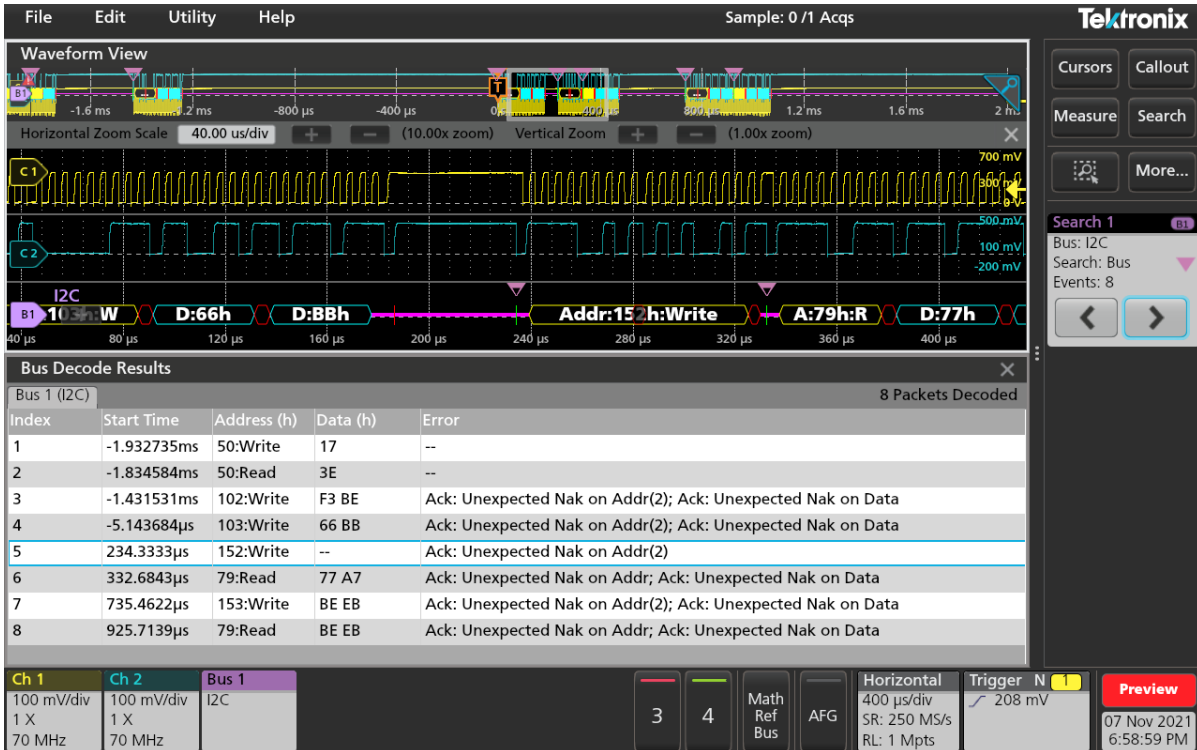 File Edit Utility Help Sample: 0 /1 Acqs Tektronix
Waveform View
B1 T
-1.6 ms -800 µs -400 µs 800 µs 1.2 ms 1.6 ms
Horizontal Zoom Scale 40.00 us/div (10.00x zoom) Vertical Zoom (1.00x zoom)
C 1 700 mV
300 mV
0 V
500 mV
C 2 100 mV
-200 mV
I2C
B1 103h:W D:66h D:BBh Addr:152h:Write A:79h:R D:77h
40 µs 80 µs 120 µs 160 µs 200 µs 240 µs 280 µs 320 µs 360 µs 400 µs
Cursors Callout
Measure Search
More...
Search 1 B1
Bus: I2C
Search: Bus
Events: 8
Bus Decode Results
Bus 1 (I2C) 8 Packets Decoded
Index Start Time Address (h) Data (h) Error
1 -1.932735ms 50:Write 17 --
2 -1.834584ms 50:Read 3E --
3 -1.431531ms 102:Write F3 BE Ack: Unexpected Nak on Addr(2); Ack: Unexpected Nak on Data
4 -5.143684µs 103:Write 66 BB Ack: Unexpected Nak on Addr(2); Ack: Unexpected Nak on Data
5 234.3333µs 152:Write -- Ack: Unexpected Nak on Addr(2)
6 332.6843µs 79:Read 77 A7 Ack: Unexpected Nak on Addr; Ack: Unexpected Nak on Data
7 735.4622µs 153:Write BE EB Ack: Unexpected Nak on Addr(2); Ack: Unexpected Nak on Data
8 925.7139µs 79:Read BE EB Ack: Unexpected Nak on Addr; Ack: Unexpected Nak on Data
Ch 1 Ch 2 Bus 1 Horizontal Trigger N 1
100 mV/div 100 mV/div I2C 3 4 Math Ref Bus AFG 400 µs/div 208 mV Preview
1 X 1 X SR: 250 MS/s 07 Nov 2021
70 MHz 70 MHz RL: 1 Mpts 6:58:59 PM